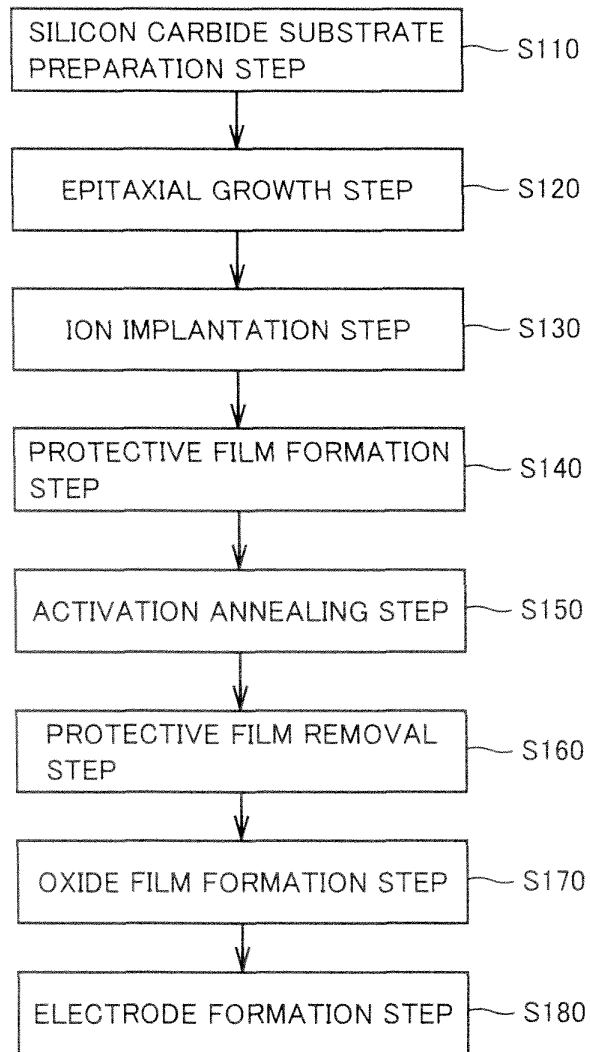 SILICON CARBIDE SUBSTRATE
PREPARATION STEP
S110
EPITAXIAL GROWTH STEP
S120
ION IMPLANTATION STEP
S130
PROTECTIVE FILM FORMATION
STEP
S140
ACTIVATION ANNEALING STEP
S150
PROTECTIVE FILM REMOVAL
STEP
S160
OXIDE FILM FORMATION STEP
S170
ELECTRODE FORMATION STEP
S180